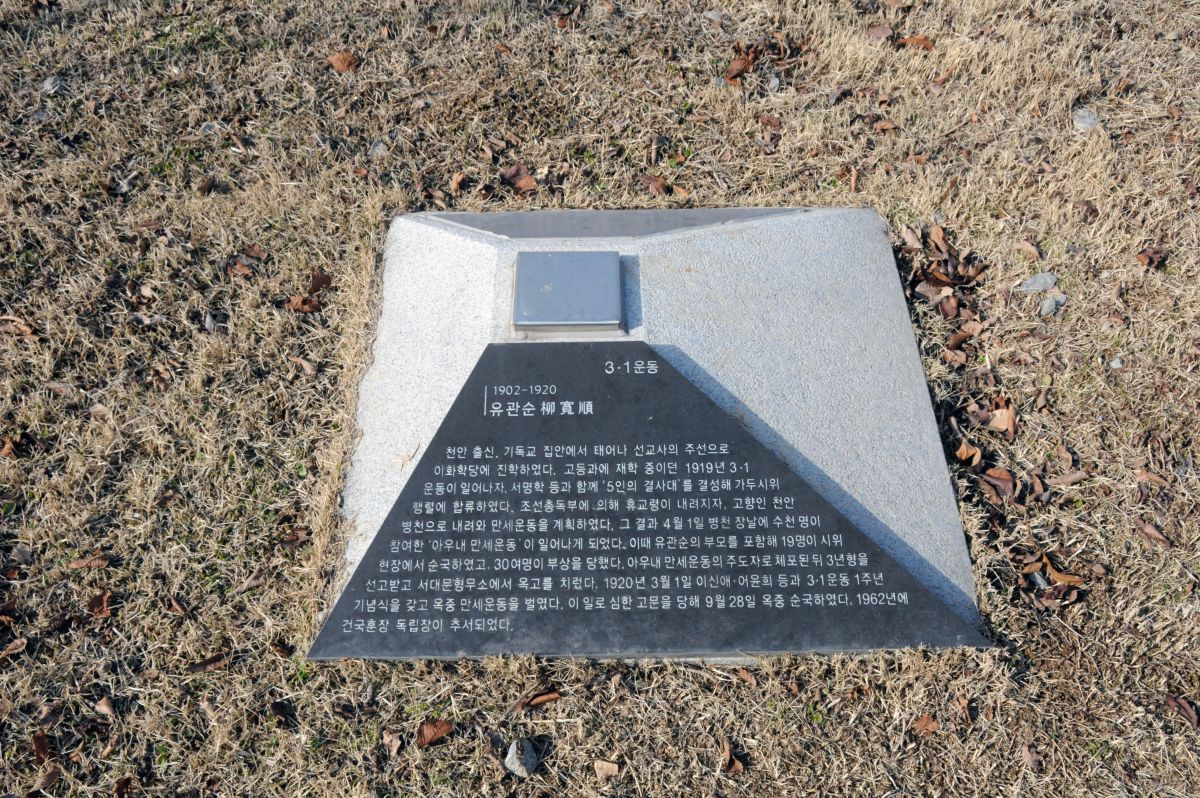 3·1운동
1902-1920
유관순 柳寬順
천안 출신. 기독교 집안에서 태어나 선교사의 주선으로
이화학당에 진학하였다. 고등과에 재학 중이던 1919년 3·1
운동이 일어나자, 서명학 등과 함께 '5인의 결사대'를 결성해 가두시위
행렬에 합류하였다. 조선총독부에 의해 휴교령이 내려지자, 고향인 천안
병천으로 내려와 만세운동을 계획하였다. 그 결과 4월 1일 병천 장날에 수천 명이
참여한 '아우내 만세운동'이 일어나게 되었다. 이때 유관순의 부모를 포함해 19명이 시위
현장에서 순국하였고, 30여명이 부상을 당했다. 아우내 만세운동의 주도자로 체포된 뒤 3년형을
선고받고 서대문형무소에서 옥고를 치렀다. 1920년 3월 1일 이신애·어윤희 등과 3·1운동 1주년
기념식을 갖고 옥중 만세운동을 벌였다. 이 일로 심한 고문을 당해 9월 28일 옥중 순국하였다. 1962년에
건국훈장 독립장이 추서되었다.